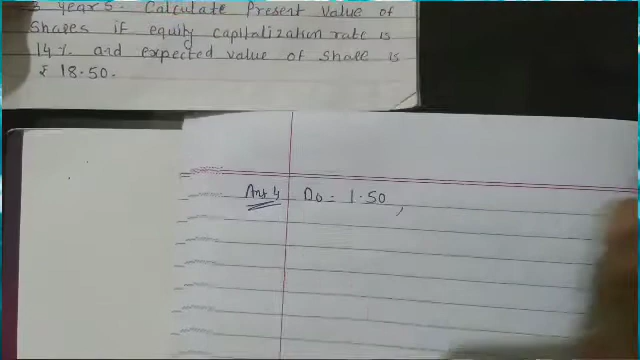 3 years. Calculate Present Value of
shares if equity capitalization rate is
14% and expected value of share is
₹ 18.50.
Ans 4 D0 = 1.50,